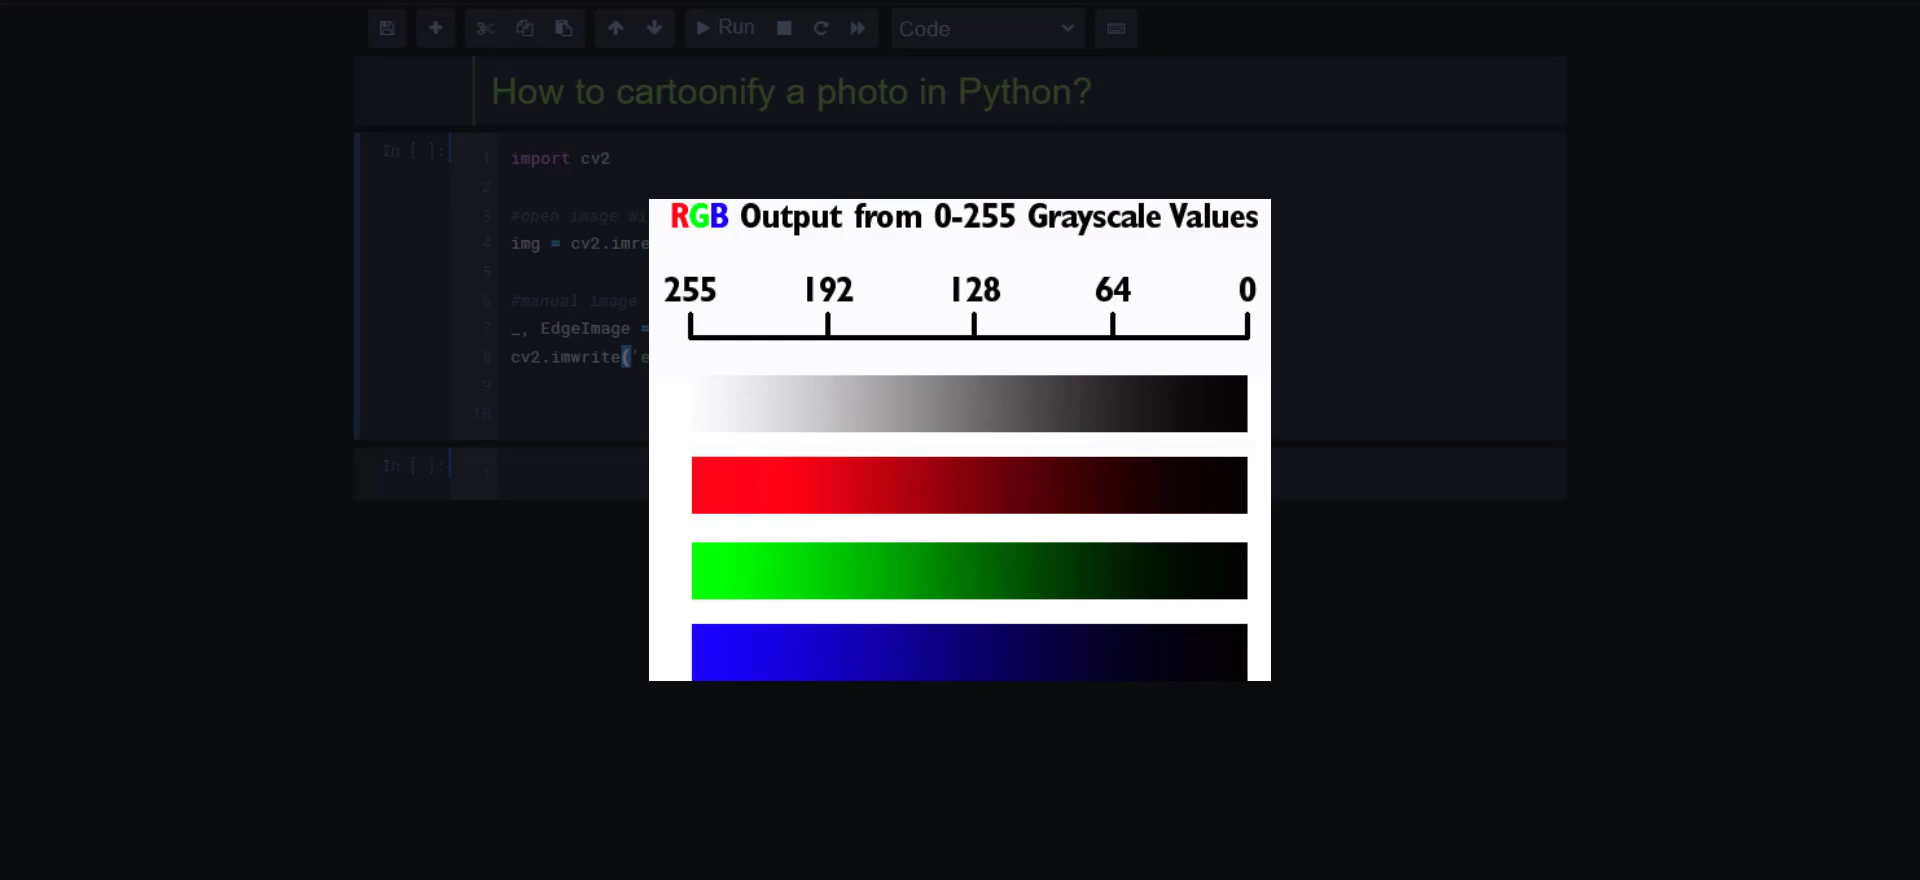 Run
Code
How to cartoonify a photo in Python?
In [ ]:
1 import cv2
2
3 #open image wi
4 img = cv2.imre
5
6 #manual image
7 _, EdgeImage =
8 cv2.imwrite('e
9
10
In [ ]:
1
RGB Output from 0-255 Grayscale Values
255 192 128 64 0